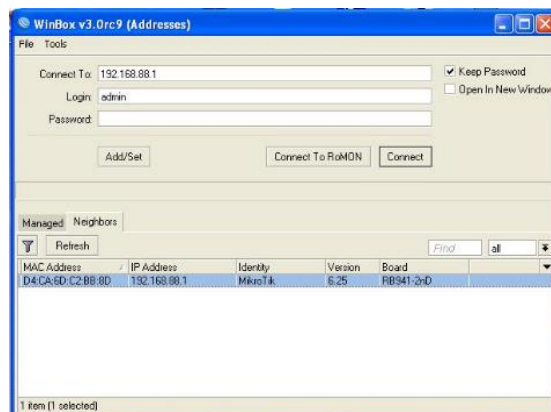 WinBox v3.0rc9 (Addresses)
File Tools
Connect To: 192.168.88.1
Keep Password
Login: admin
Open In New Window
Password:
Add/Set Connect To RoMON Connect
Managed Neighbors
Refresh Find all
MAC Address / IP Address Identity Version Board
D4:CA:6D:C2:BB:8D 192.168.88.1 MikroTik 6.25 RB941-2nD
1 item (1 selected)